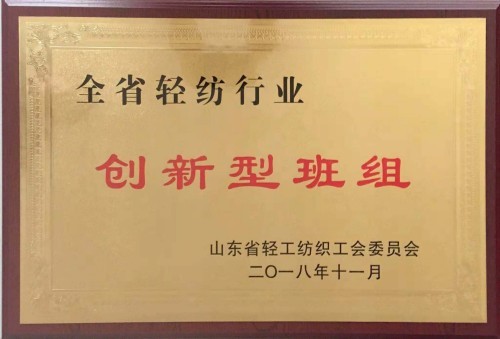 全省轻纺行业
创新型班组
山东省轻工纺织工会委员会
二〇一八年十一月